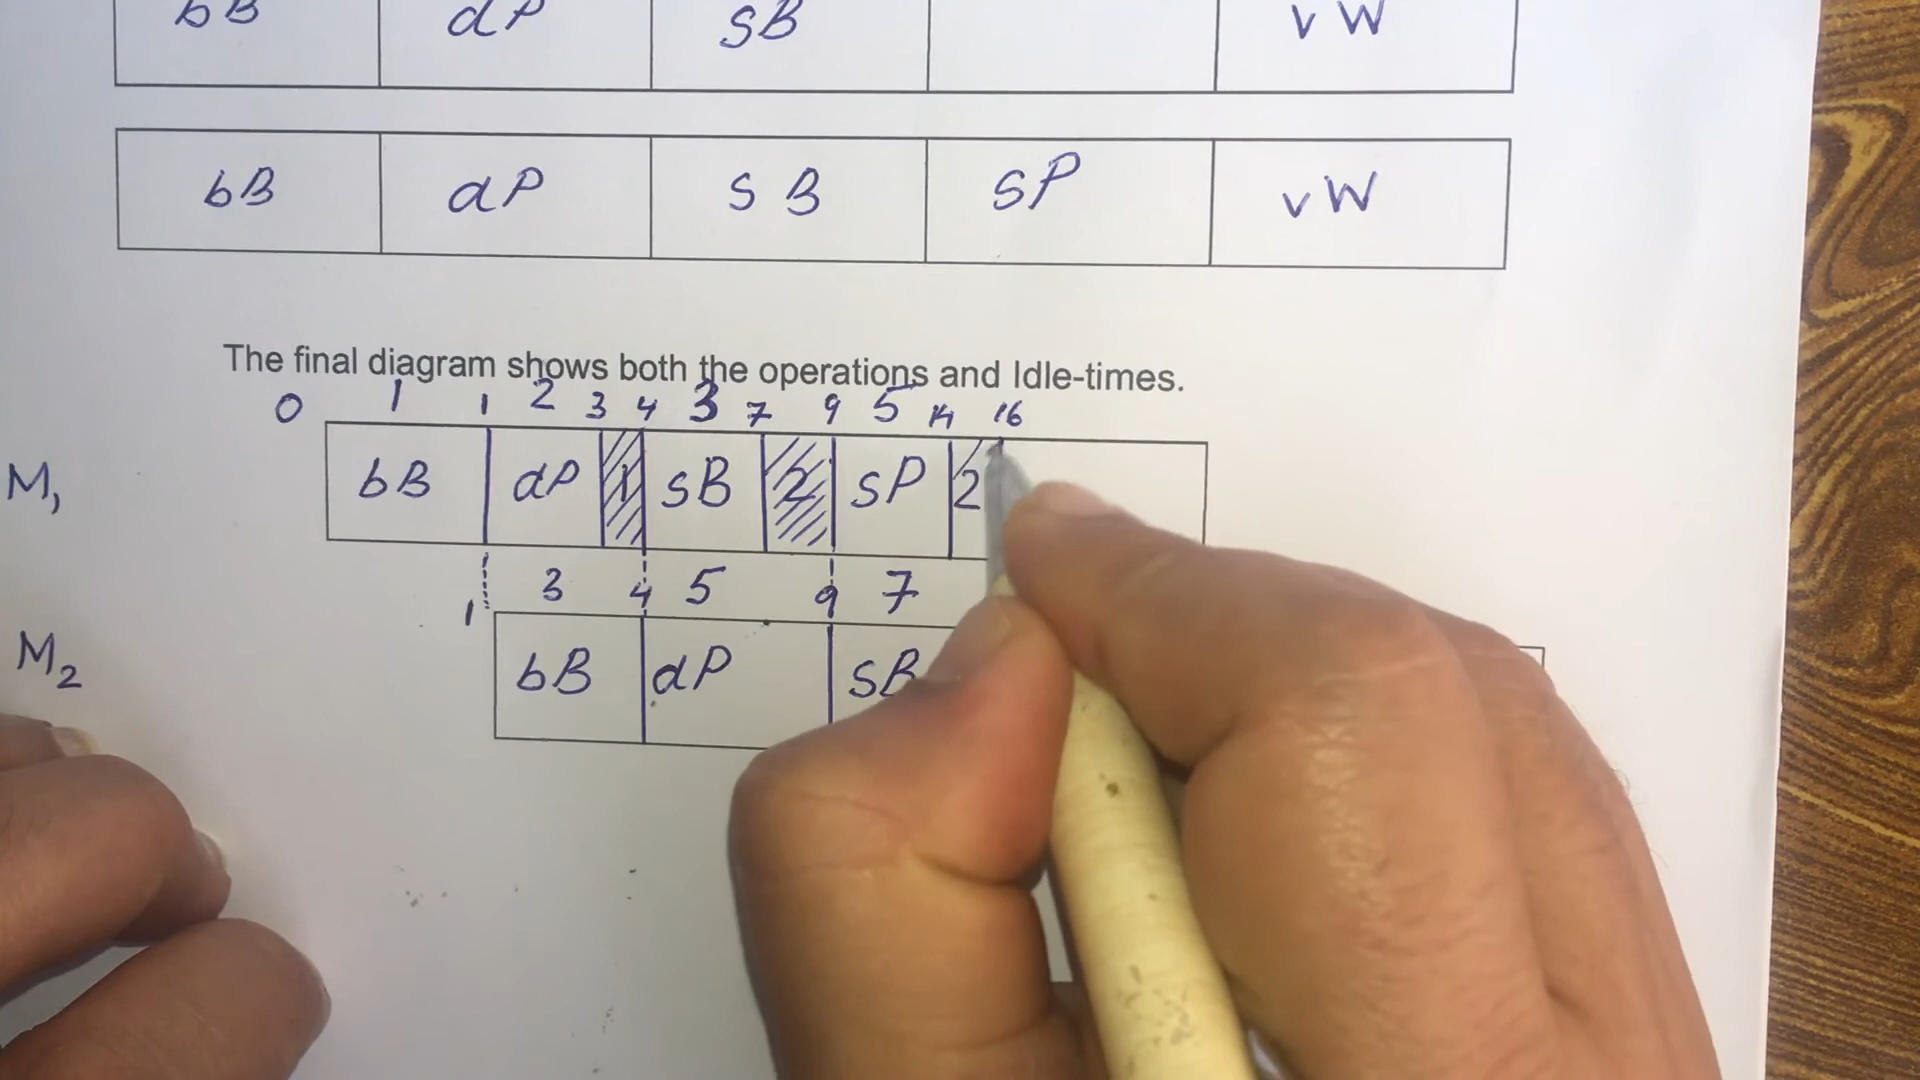 bB dP SB vW
bB dP SB SP vW
The final diagram shows both the operations and Idle-times.
0 1 1 2 3 4 3 7 9 5 14 16
M1 bB dP 1 SB 2 SP 2
1 3 4 5 9 7
M2 bB dP SB